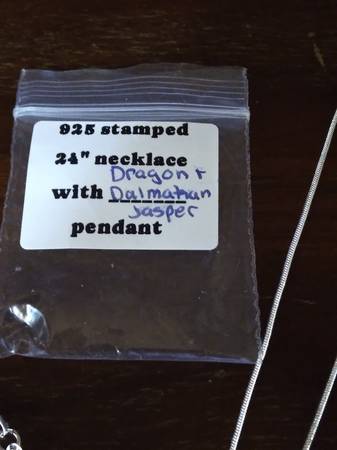 925 stamped
24" necklace
Dragon +
with Dalmatian
Jasper
pendant